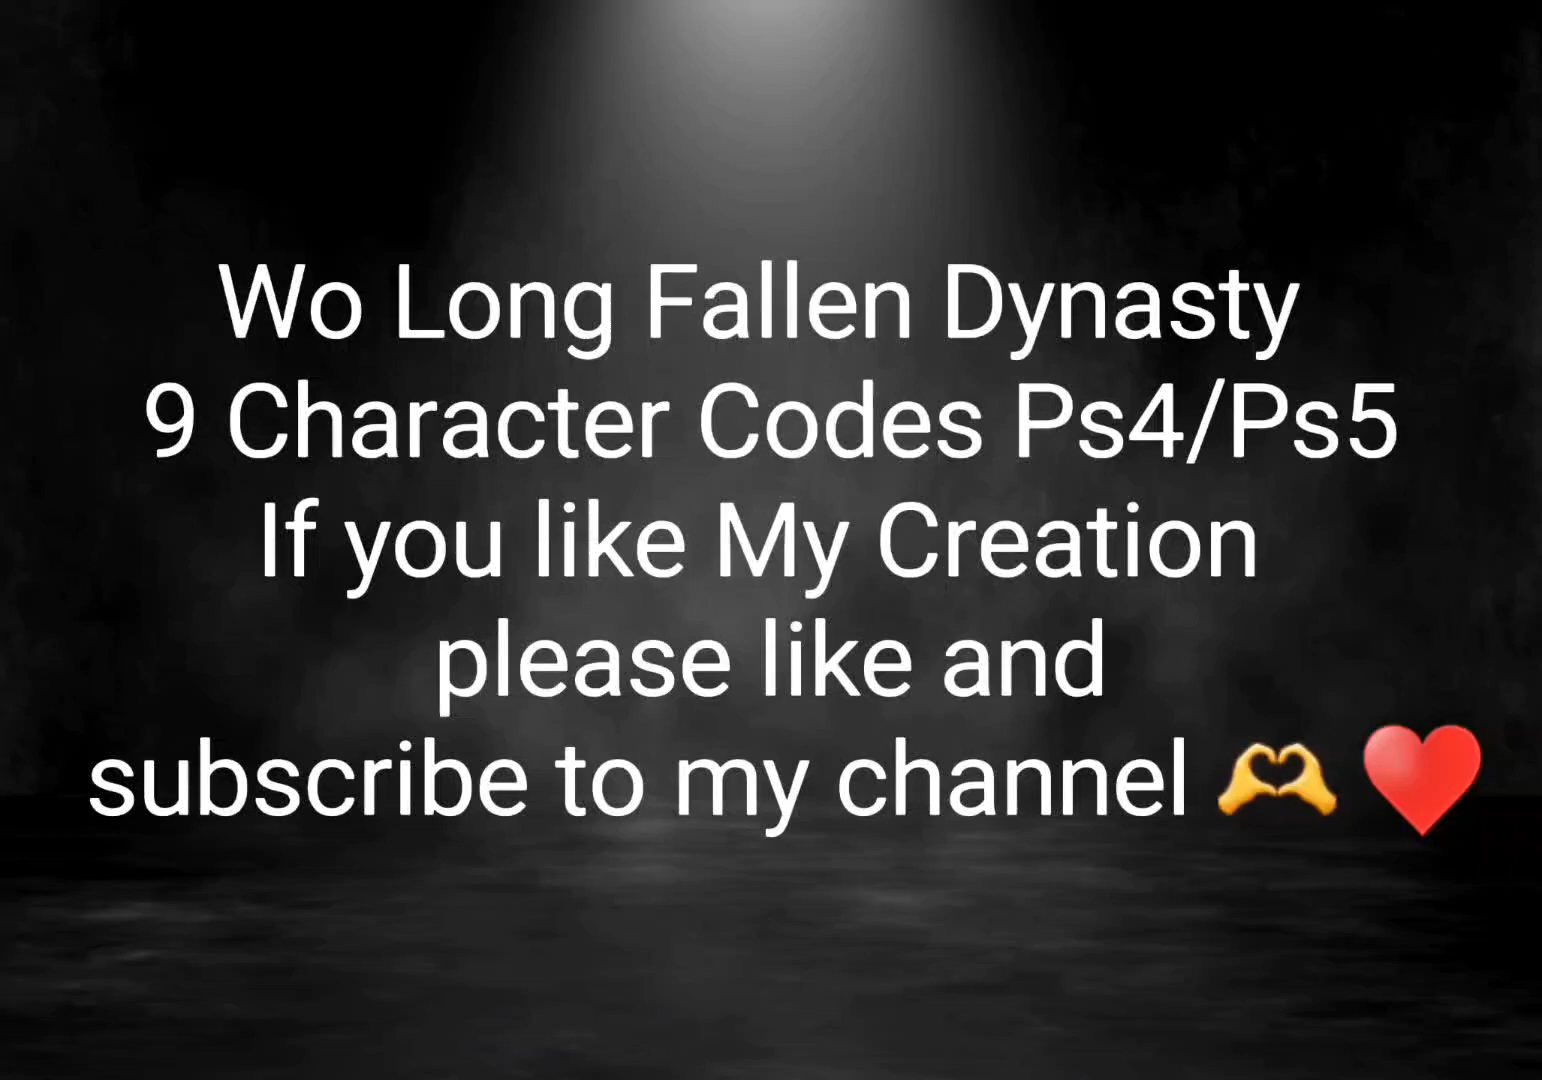 Wo Long Fallen Dynasty
9 Character Codes Ps4/Ps5
If you like My Creation
please like and
subscribe to my channel 🫶 ♥️